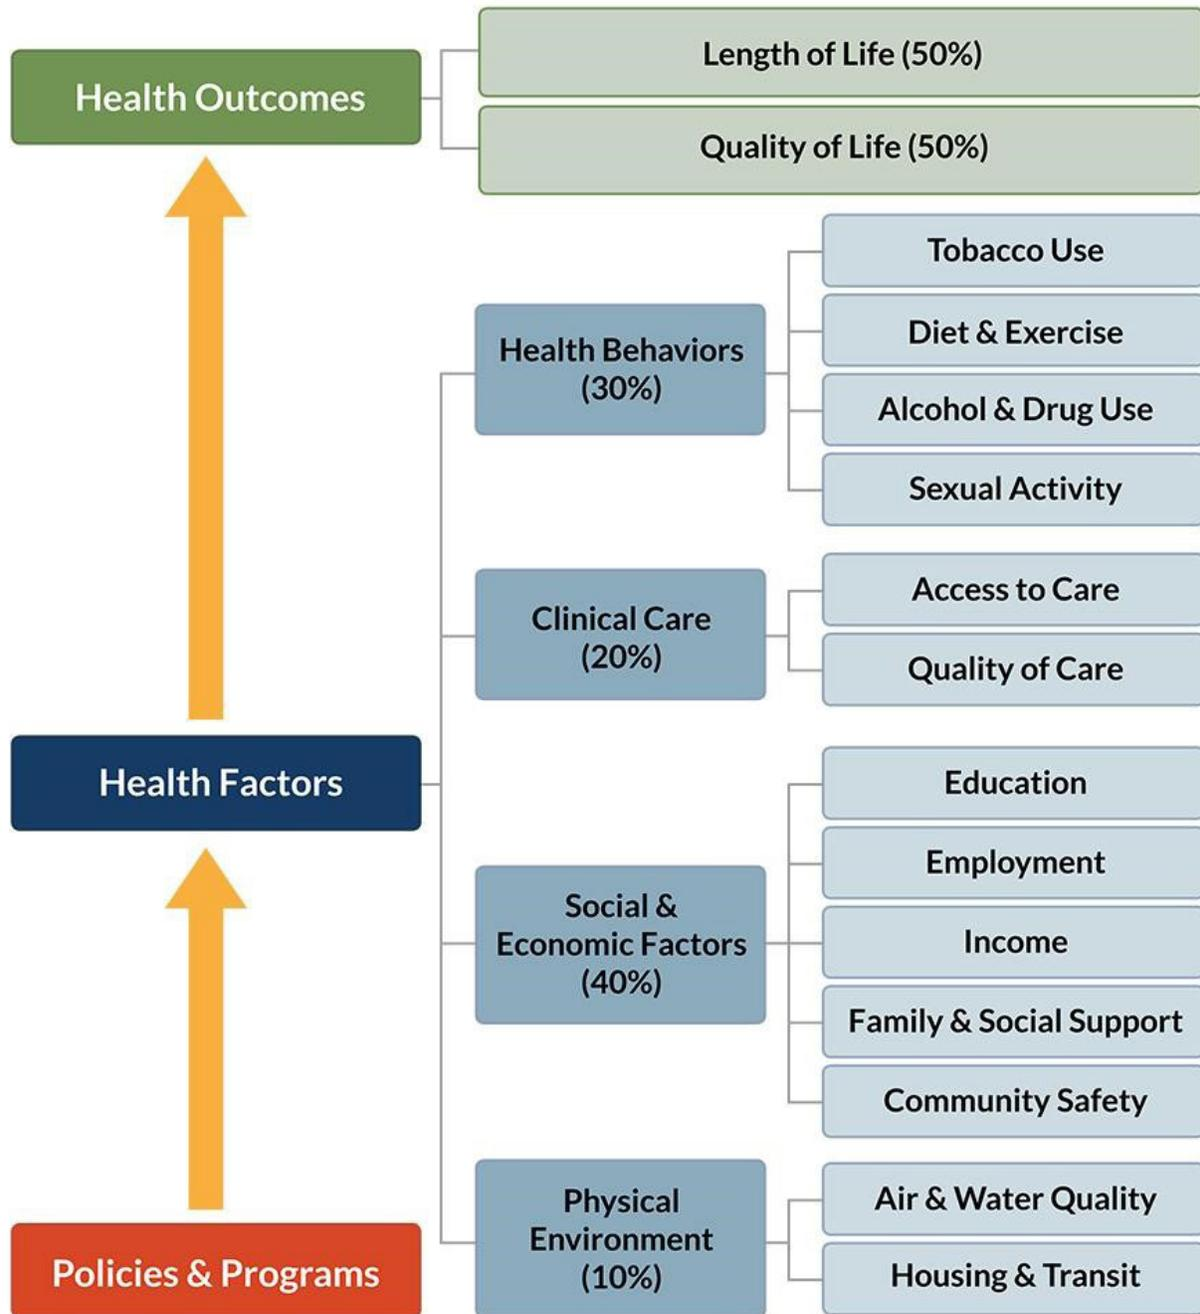 Health Outcomes
Length of Life (50%)
Quality of Life (50%)
Health Factors
Health Behaviors
(30%)
Tobacco Use
Diet & Exercise
Alcohol & Drug Use
Sexual Activity
Clinical Care
(20%)
Access to Care
Quality of Care
Social &
Economic Factors
(40%)
Education
Employment
Income
Family & Social Support
Community Safety
Physical
Environment
(10%)
Air & Water Quality
Housing & Transit
Policies & Programs